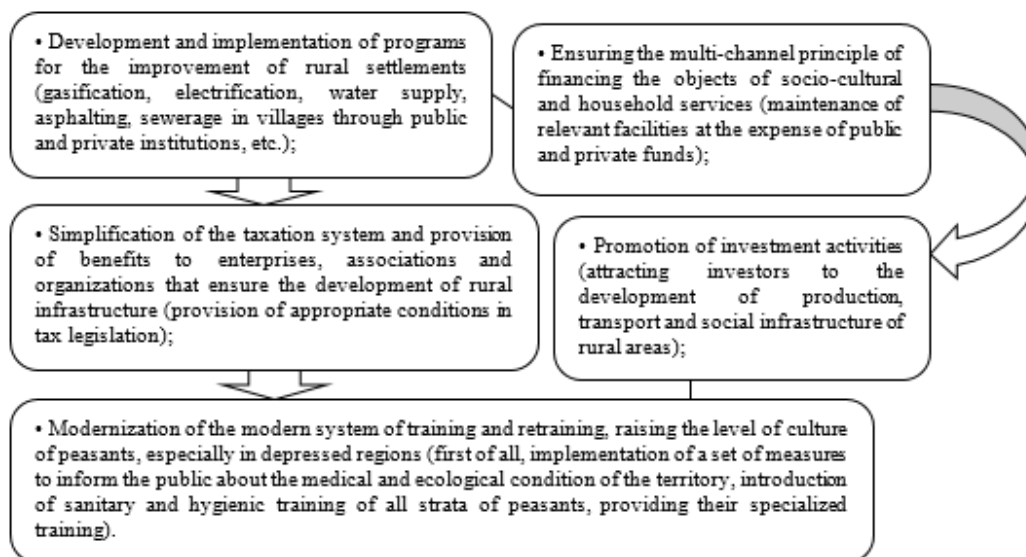 • Development and implementation of programs
for the improvement of rural settlements
(gasification, electrification, water supply,
asphalting, sewerage in villages through public
and private institutions, etc.);
• Ensuring the multi-channel principle of
financing the objects of socio-cultural
and household services (maintenance of
relevant facilities at the expense of public
and private funds);
• Simplification of the taxation system and provision
of benefits to enterprises, associations and
organizations that ensure the development of rural
infrastructure (provision of appropriate conditions in
tax legislation);
• Promotion of investment activities
(attracting investors to the
development of production,
transport and social infrastructure of
rural areas);
• Modernization of the modern system of training and retraining, raising the level of culture
of peasants, especially in depressed regions (first of all, implementation of a set of measures
to inform the public about the medical and ecological condition of the territory, introduction
of sanitary and hygienic training of all strata of peasants, providing their specialized
training).